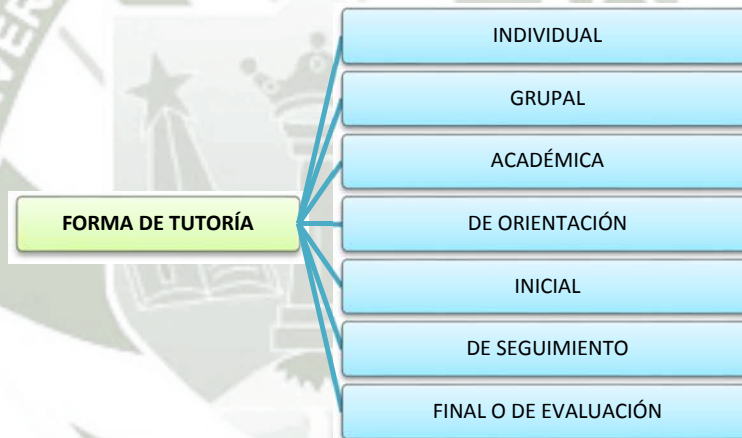 INDIVIDUAL
GRUPAL
ACADÉMICA
FORMA DE TUTORÍA
DE ORIENTACIÓN
INICIAL
DE SEGUIMIENTO
FINAL O DE EVALUACIÓN